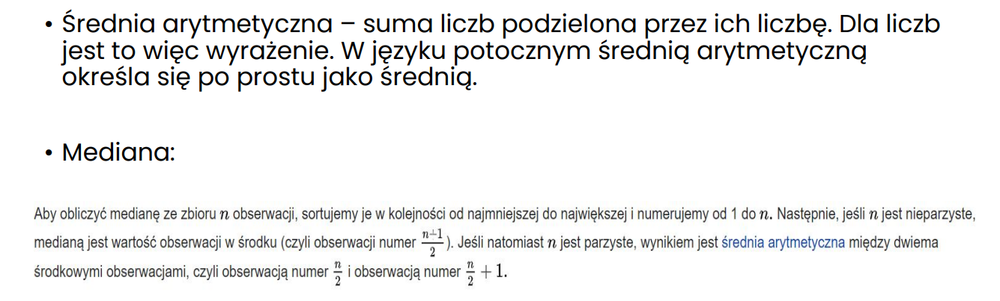 • Średnia arytmetyczna – suma liczb podzielona przez ich liczbę. Dla liczb
jest to więc wyrażenie. W języku potocznym średnią arytmetyczną
określa się po prostu jako średnią.
• Mediana:
Aby obliczyć medianę ze zbioru n obserwacji, sortujemy je w kolejności od najmniejszej do największej i numerujemy od 1 do n. Następnie, jeśli n jest nieparzyste,
medianą jest wartość obserwacji w środku (czyli obserwacji numer (n+1)/2). Jeśli natomiast n jest parzyste, wynikiem jest średnia arytmetyczna między dwiema
środkowymi obserwacjami, czyli obserwacją numer n/2 i obserwacją numer n/2 + 1.